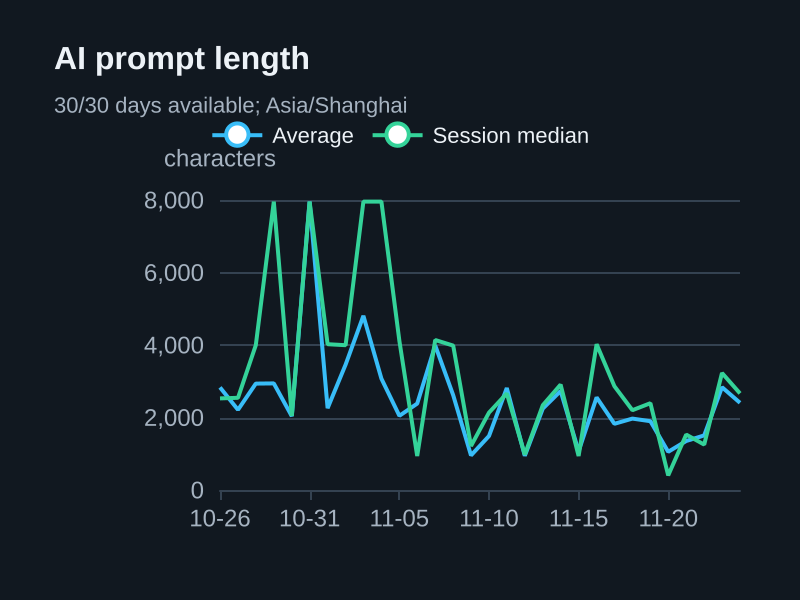 AI prompt length
30/30 days available; Asia/Shanghai
Average Session median
characters
8,000
6,000
4,000
2,000
0
10-26 10-31 11-05 11-10 11-15 11-20